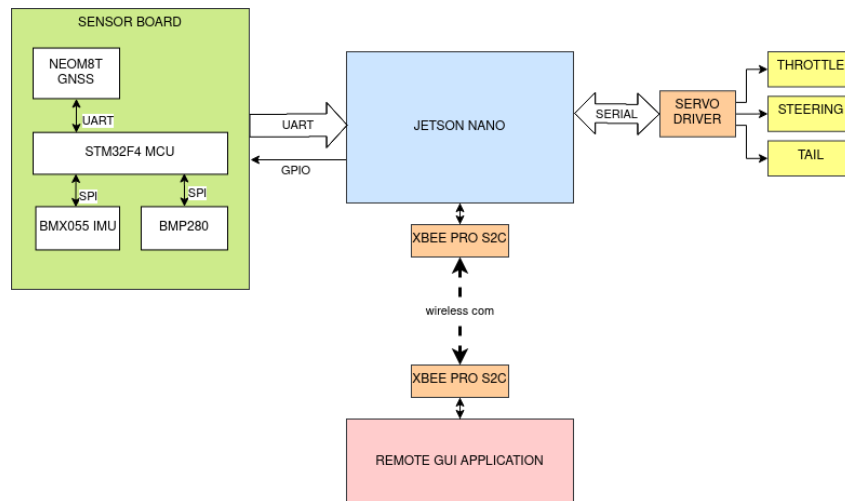 SENSOR BOARD
NEOM8T
GNSS
UART
STM32F4 MCU
SPI
SPI
BMX055 IMU
BMP280
UART
GPIO
JETSON NANO
SERIAL
SERVO
DRIVER
THROTTLE
STEERING
TAIL
XBEE PRO S2C
wireless com
XBEE PRO S2C
REMOTE GUI APPLICATION